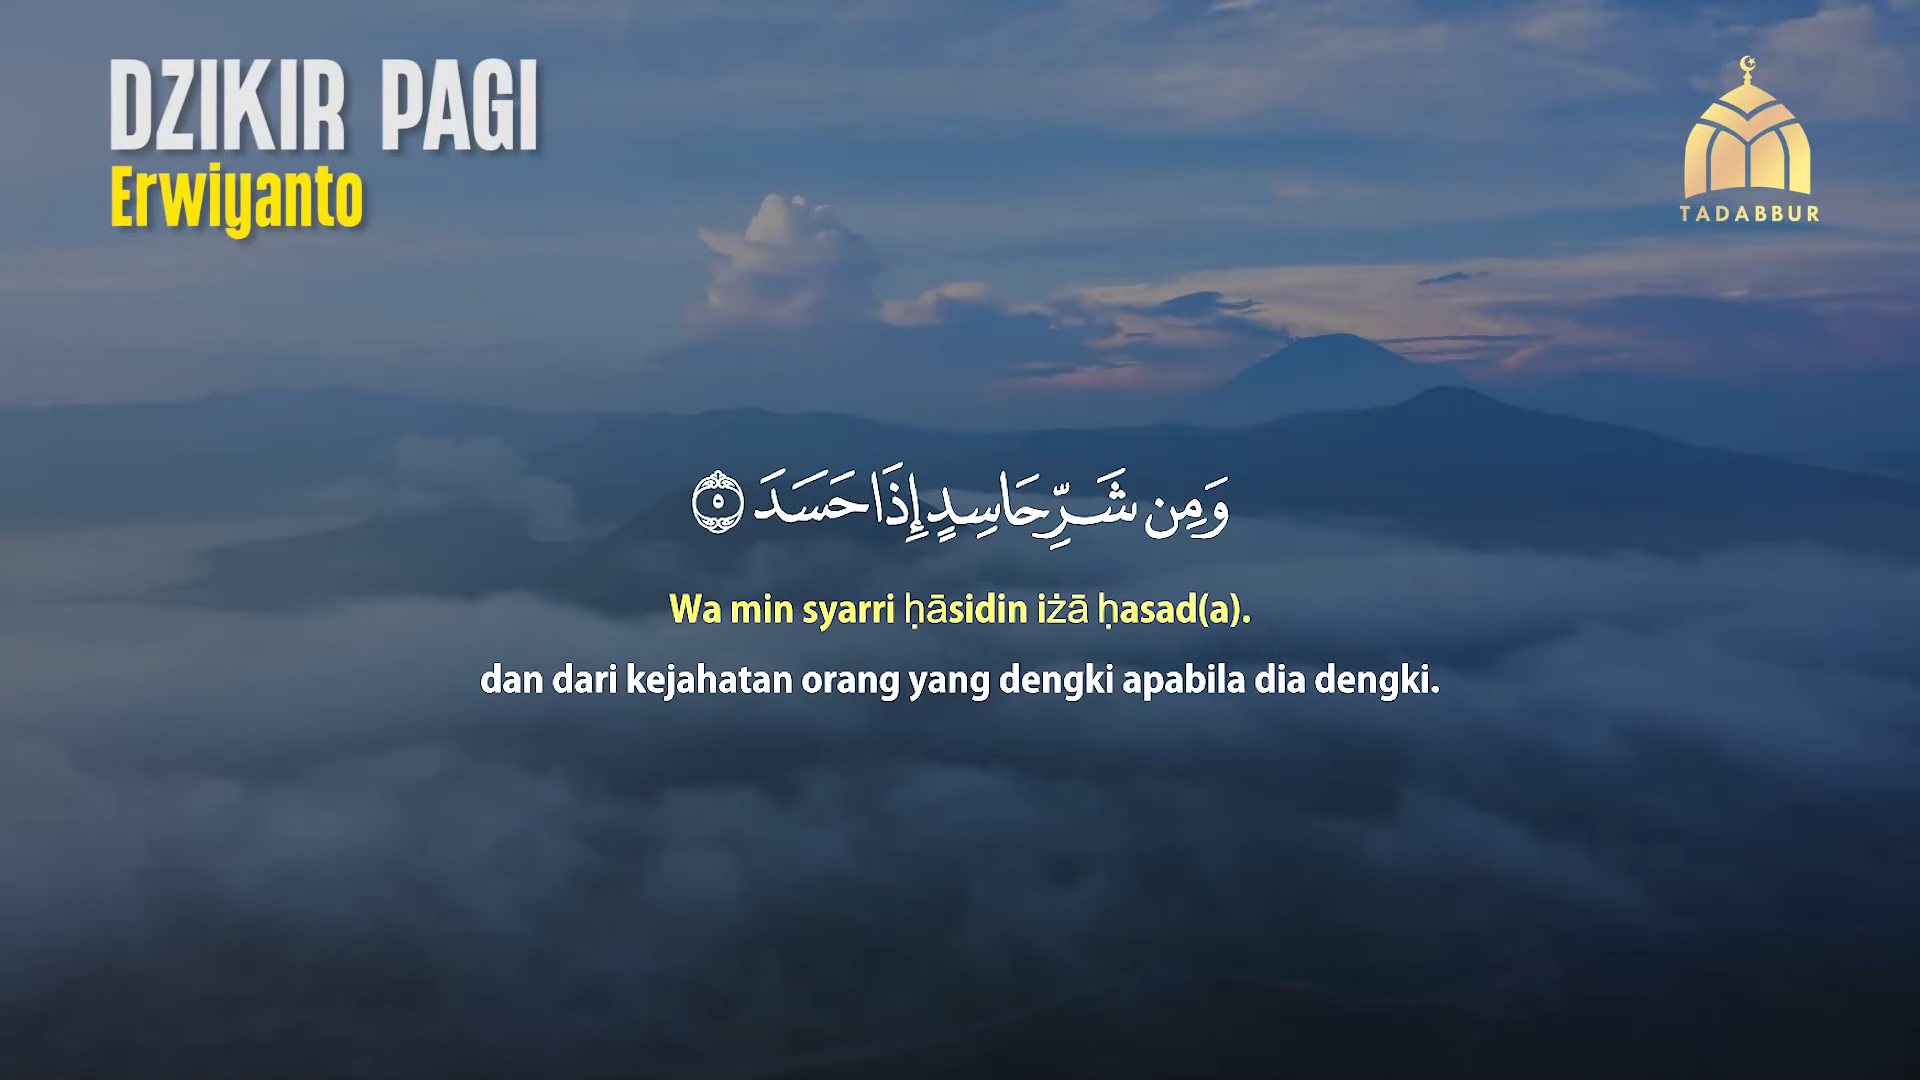 DZIKIR PAGI
Erwiyanto
TADABBUR
وَمِن شَرِّ حَاسِدٍ إِذَا حَسَدَ ٥
Wa min syarri ḥāsidin iżā ḥasad(a).
dan dari kejahatan orang yang dengki apabila dia dengki.